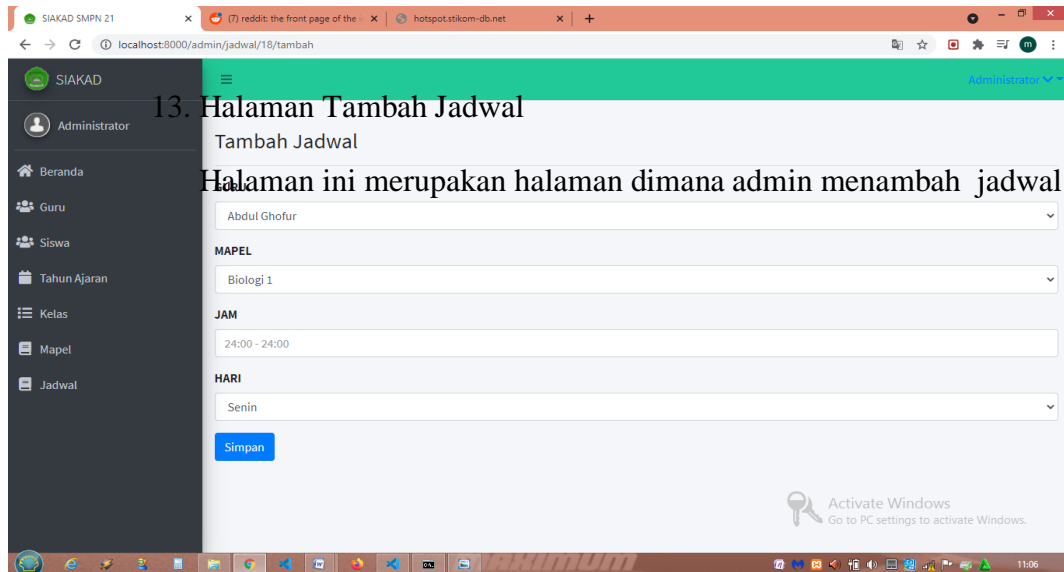 SIAKAD SMPN 21
(7) reddit: the front page of the
hotspot.stikom-db.net
localhost:8000/admin/jadwal/18/tambah
m
SIAKAD
Administrator
13. Halaman Tambah Jadwal
Administrator
Tambah Jadwal
Beranda
Halaman ini merupakan halaman dimana admin menambah jadwal
GURU
Guru
Abdul Ghofur
Siswa
MAPEL
Tahun Ajaran
Biologi 1
Kelas
JAM
Mapel
24:00 - 24:00
Jadwal
HARI
Senin
Simpan
Activate Windows
Go to PC settings to activate Windows.
11:06